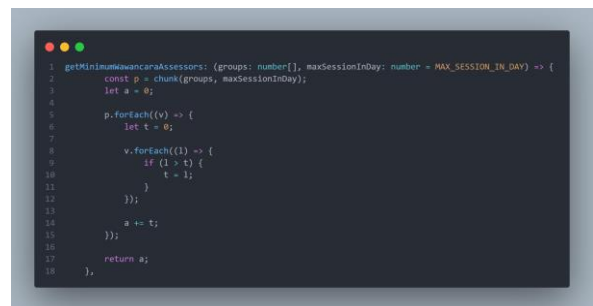 1 getMinimumWawancaraAssessors: (groups: number[], maxSessionInDay: number = MAX_SESSION_IN_DAY) => {
2 const p = chunk(groups, maxSessionInDay);
3 let a = 0;
4
5 p.forEach((v) => {
6 let t = 0;
7
8 v.forEach((l) => {
9 if (l > t) {
10 t = l;
11 }
12 });
13
14 a += t;
15 });
16
17 return a;
18 },